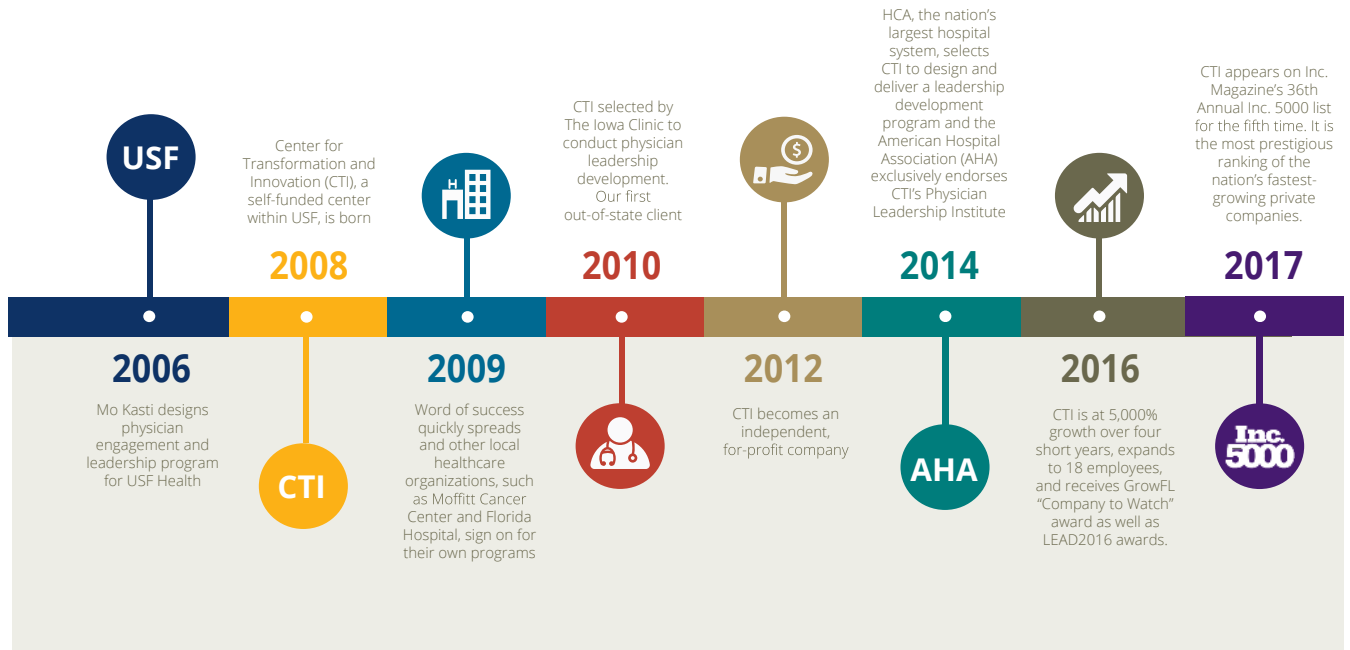 USF
2006
Mo Kasti designs
physician
engagement and
leadership program
for USF Health
Center for
Transformation and
Innovation (CTI), a
self-funded center
within USF, is born
2008
CTI
H
2009
Word of success
quickly spreads
and other local
healthcare
organizations, such
as Moffitt Cancer
Center and Florida
Hospital, sign on for
their own programs
CTI selected by
The Iowa Clinic to
conduct physician
leadership
development.
Our first
out-of-state client
2010
$
2012
CTI becomes an
independent,
for-profit company
HCA, the nation’s
largest hospital
system, selects
CTI to design and
deliver a leadership
development
program and the
American Hospital
Association (AHA)
exclusively endorses
CTI’s Physician
Leadership Institute
2014
AHA
2016
CTI is at 5,000%
growth over four
short years, expands
to 18 employees,
and receives GrowFL
“Company to Watch”
award as well as
LEAD2016 awards.
CTI appears on Inc.
Magazine’s 36th
Annual Inc. 5000 list
for the fifth time. It is
the most prestigious
ranking of the
nation’s fastest-
growing private
companies.
2017
Inc.
5000